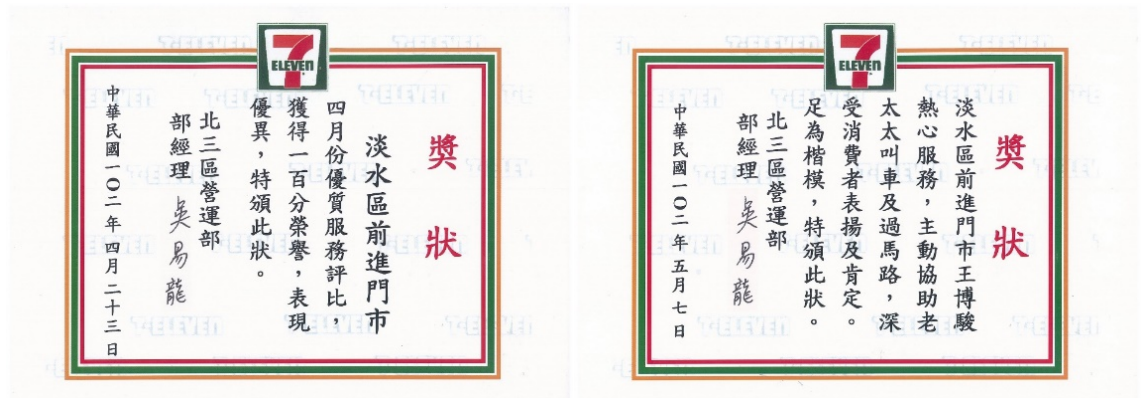 7
ELEVEN
獎狀
淡水區前進門市
四月份優質服務評比，
獲得一百分榮譽，表現
優異，特頒此狀。
北三區營運部
部經理 吳易龍
中華民國一〇二年五月二十三日
7
ELEVEN
獎狀
淡水區前進門市王博駿
熱心服務，主動協助老
太太叫車及過馬路，深
受消費者表揚及肯定。
足為楷模，特頒此狀。
北三區營運部
部經理 吳易龍
中華民國一〇二年五月七日